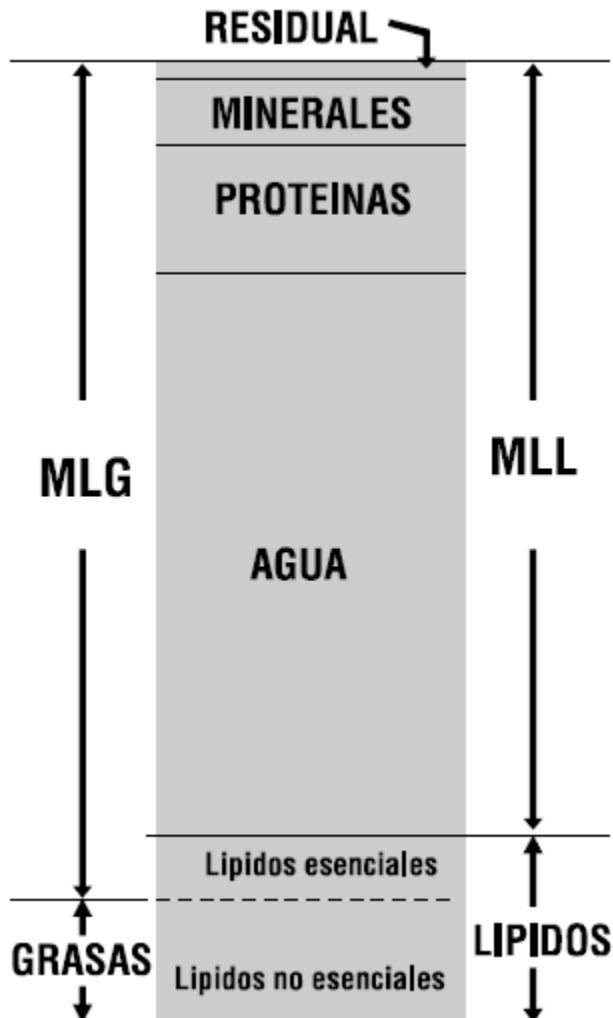 RESIDUAL
MINERALES
PROTEINAS
MLG
MLL
AGUA
Lipidos esenciales
GRASAS
LIPIDOS
Lipidos no esenciales